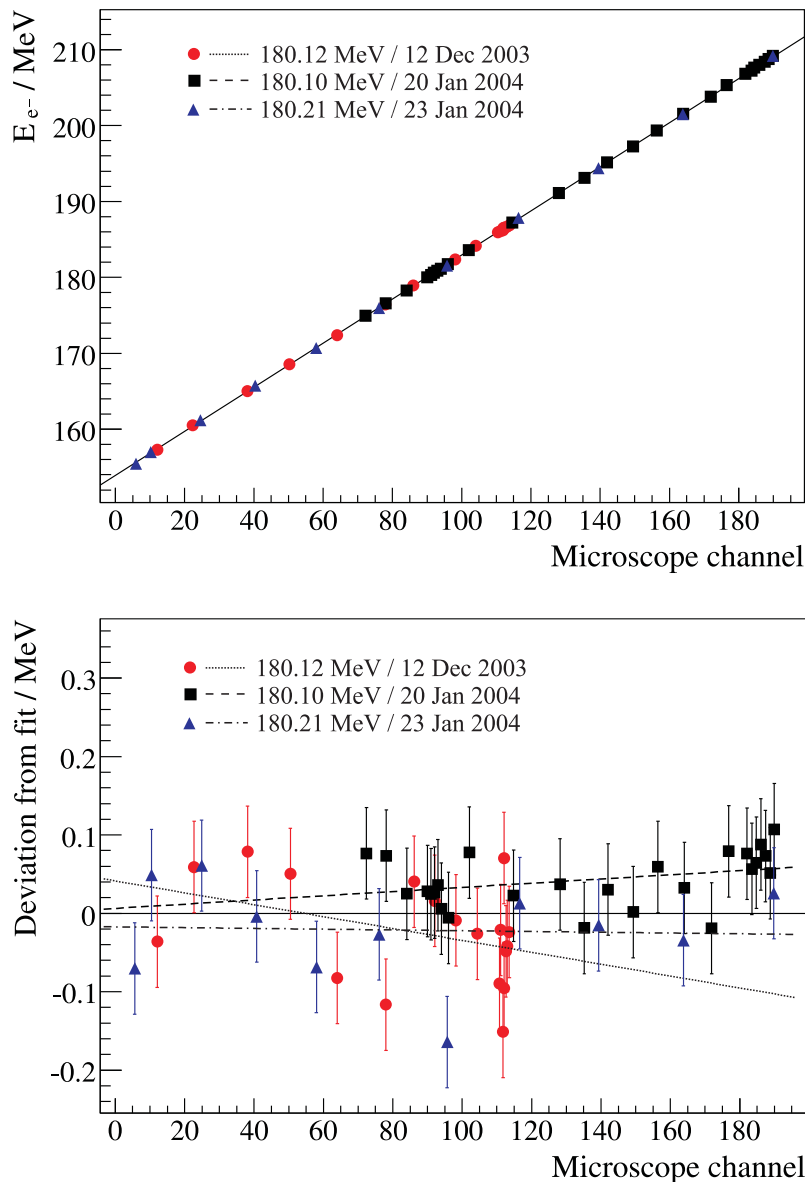 E e⁻ / MeV
210
200
190
180
170
160
180.12 MeV / 12 Dec 2003
180.10 MeV / 20 Jan 2004
180.21 MeV / 23 Jan 2004
0 20 40 60 80 100 120 140 160 180
Microscope channel
Deviation from fit / MeV
0.3
0.2
0.1
0
-0.1
-0.2
180.12 MeV / 12 Dec 2003
180.10 MeV / 20 Jan 2004
180.21 MeV / 23 Jan 2004
0 20 40 60 80 100 120 140 160 180
Microscope channel